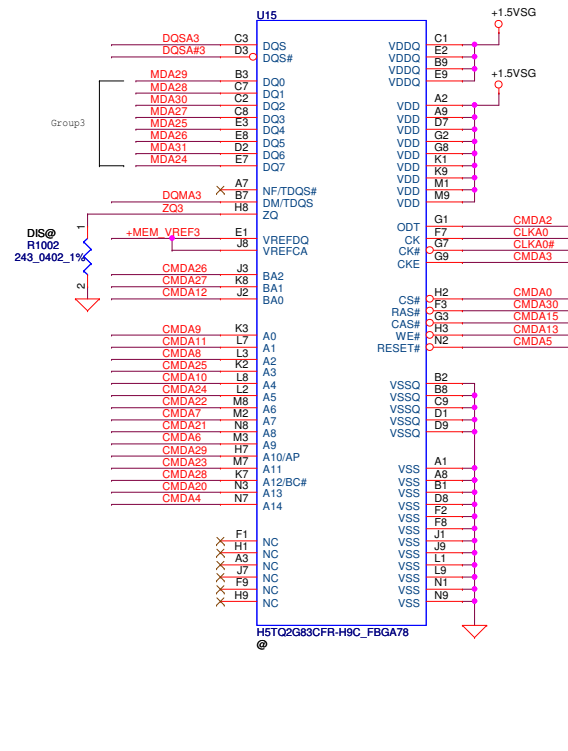 U15
DQSA3 C3 DQS
DQSA#3 D3 DQS#
MDA29 B3 DQ0
MDA28 C7 DQ1
MDA30 C2 DQ2
MDA27 C8 DQ3
MDA25 E3 DQ4
MDA26 E8 DQ5
MDA31 D2 DQ6
MDA24 E7 DQ7
Group3
A7 NF/TDQS#
DQMA3 B7 DM/TDQS
ZQ3 H8 ZQ
1
DIS@
R1002
243_0402_1%
2
+MEM_VREF3 E1 VREFDQ
J8 VREFCA
CMDA26 J3 BA2
CMDA27 K8 BA1
CMDA12 J2 BA0
CMDA9 K3 A0
CMDA11 L7 A1
CMDA8 L3 A2
CMDA25 K2 A3
CMDA10 L8 A4
CMDA24 L2 A5
CMDA22 M8 A6
CMDA7 M2 A7
CMDA21 N8 A8
CMDA6 M3 A9
CMDA29 H7 A10/AP
CMDA23 M7 A11
CMDA28 K7 A12/BC#
CMDA20 N3 A13
CMDA4 N7 A14
F1 NC
H1 NC
A3 NC
J7 NC
F9 NC
H9 NC
+1.5VSG
VDDQ C1
VDDQ E2
VDDQ B9
VDDQ E9
+1.5VSG
VDD A2
VDD A9
VDD D7
VDD G2
VDD G8
VDD K1
VDD K9
VDD M1
VDD M9
ODT G1 CMDA2
CK F7 CLKA0
CK# G7 CLKA0#
CKE G9 CMDA3
CS# H2 CMDA0
RAS# F3 CMDA30
CAS# G3 CMDA15
WE# H3 CMDA13
RESET# N2 CMDA5
VSSQ B2
VSSQ B8
VSSQ C9
VSSQ D1
VSSQ D9
VSS A1
VSS A8
VSS B1
VSS D8
VSS F2
VSS F8
VSS J1
VSS J9
VSS L1
VSS L9
VSS N1
VSS N9
H5TQ2G83CFR-H9C_FBGA78
@